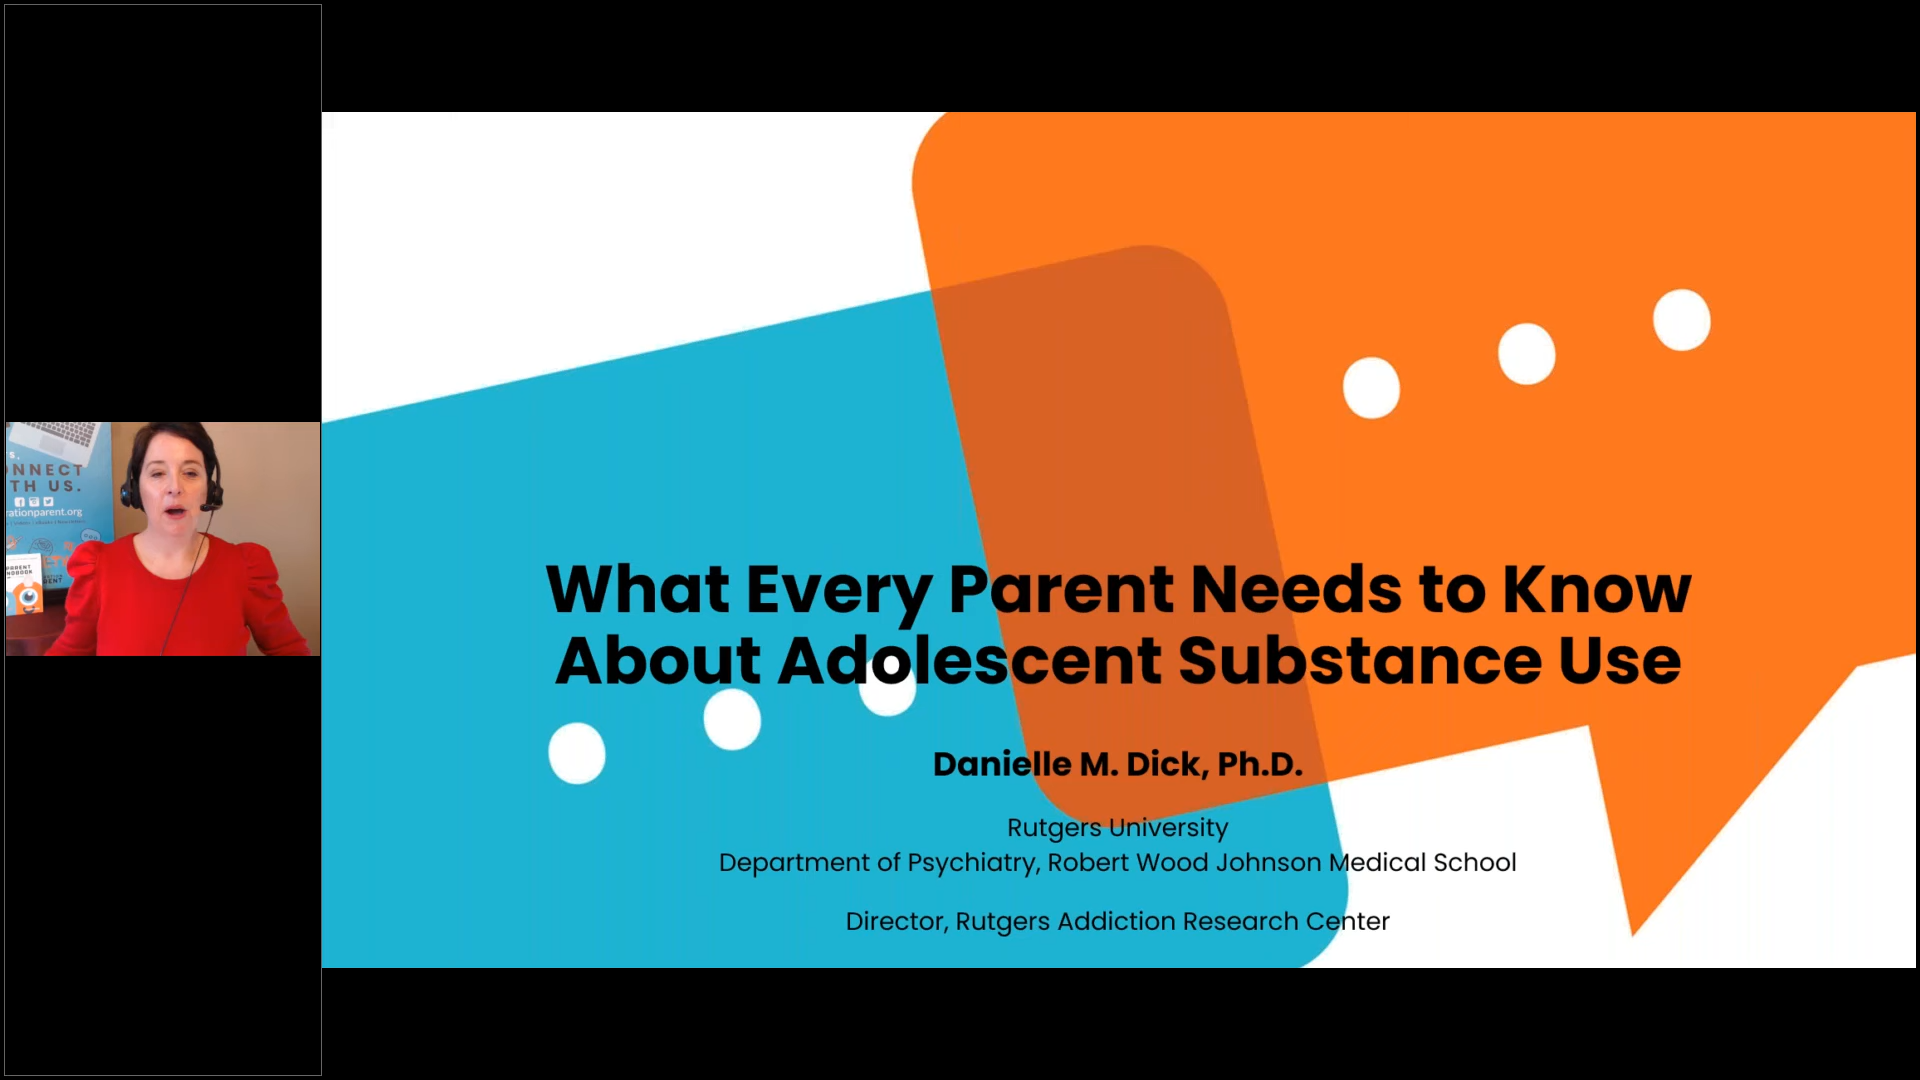 S.
NNECT
TH US.
rationparent.org
PARENT
What Every Parent Needs to Know
About Adolescent Substance Use
Danielle M. Dick, Ph.D.
Rutgers University
Department of Psychiatry, Robert Wood Johnson Medical School
Director, Rutgers Addiction Research Center